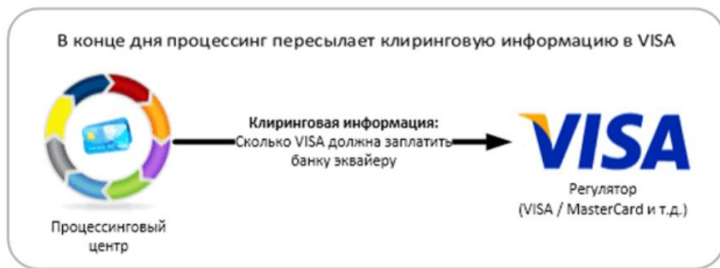 В конце дня процессинг пересылает клиринговую информацию в VISA
Клиринговая информация:
Сколько VISA должна заплатить
банку эквайеру
VISA
Регулятор
(VISA / MasterCard и т.д.)
Процессинговый
центр